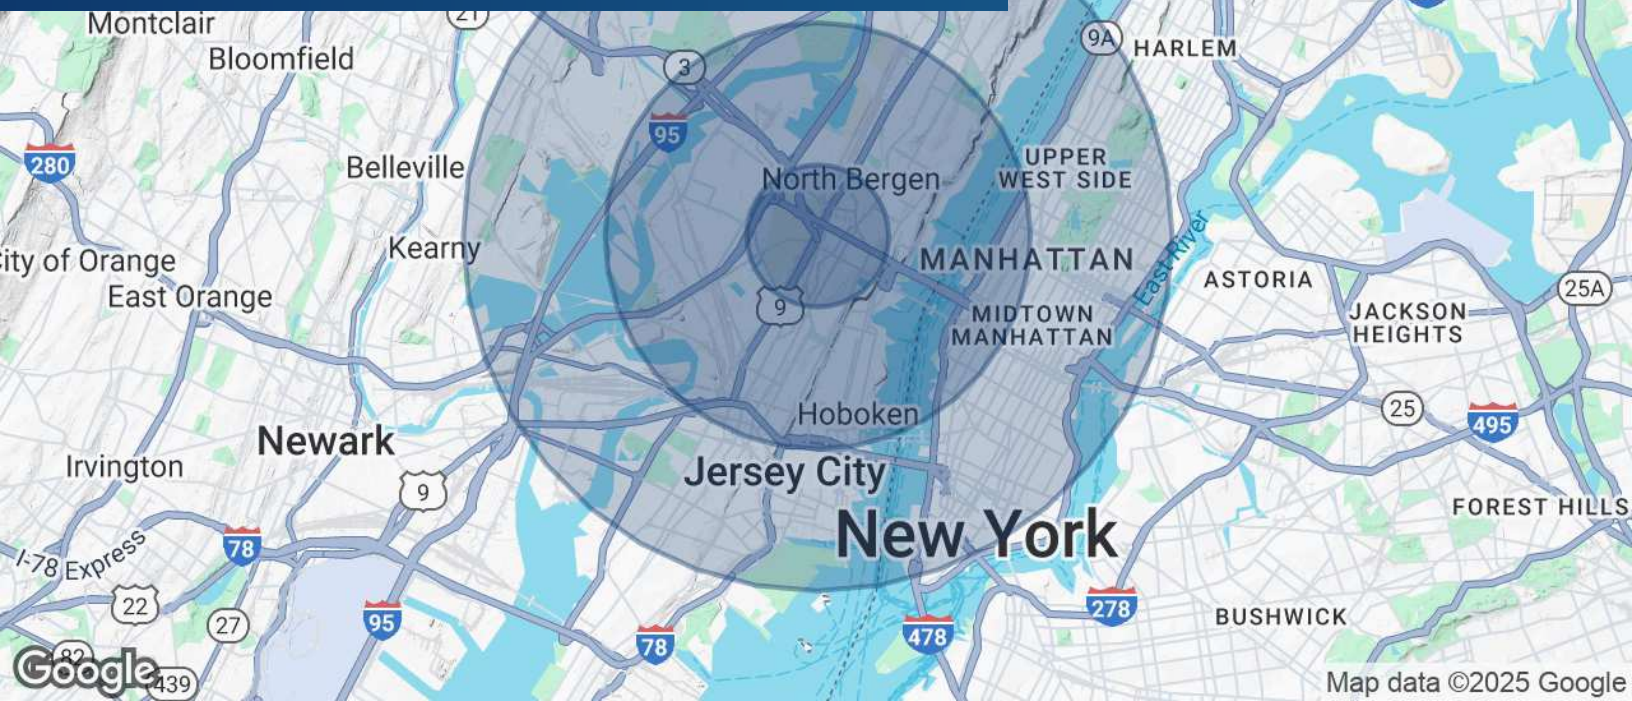 Montclair
21
Bloomfield
3
9A
HARLEM
95
280
Belleville
North Bergen
UPPER
WEST SIDE
Kearny
City of Orange
East Orange
MANHATTAN
East River
ASTORIA
9
MIDTOWN
MANHATTAN
25A
JACKSON
HEIGHTS
Hoboken
25
495
Newark
Irvington
9
Jersey City
New York
FOREST HILLS
I-78 Express
78
22
27
95
78
478
278
BUSHWICK
82
Google
439
Map data ©2025 Google